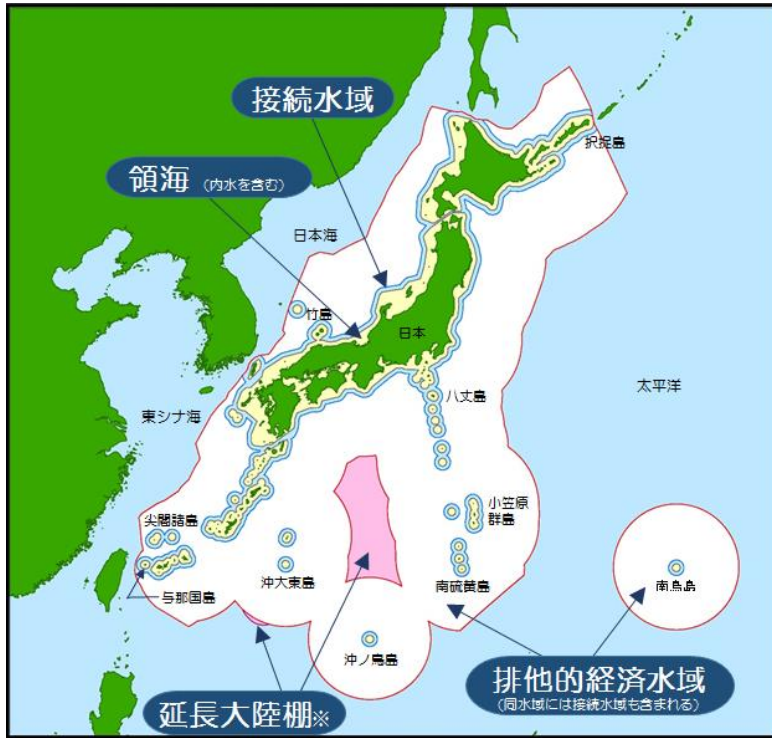 接続水域
択捉島
領海 (内水を含む)
日本海
竹島
日本
八丈島
太平洋
東シナ海
尖閣諸島
小笠原
群島
与那国島
沖大東島
南硫黄島
南鳥島
沖ノ鳥島
排他的経済水域
(同水域には接続水域も含まれる)
延長大陸棚※